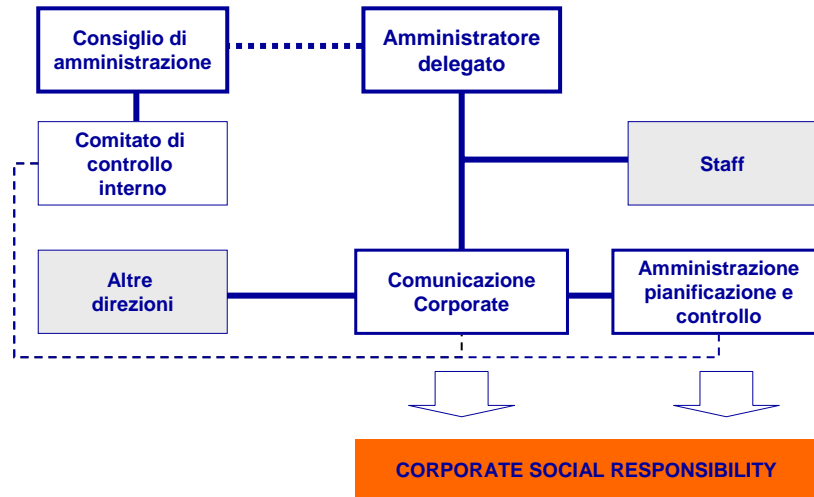 Consiglio di
amministrazione
Amministratore
delegato
Comitato di
controllo
interno
Staff
Altre
direzioni
Comunicazione
Corporate
Amministrazione
pianificazione e
controllo
CORPORATE SOCIAL RESPONSIBILITY